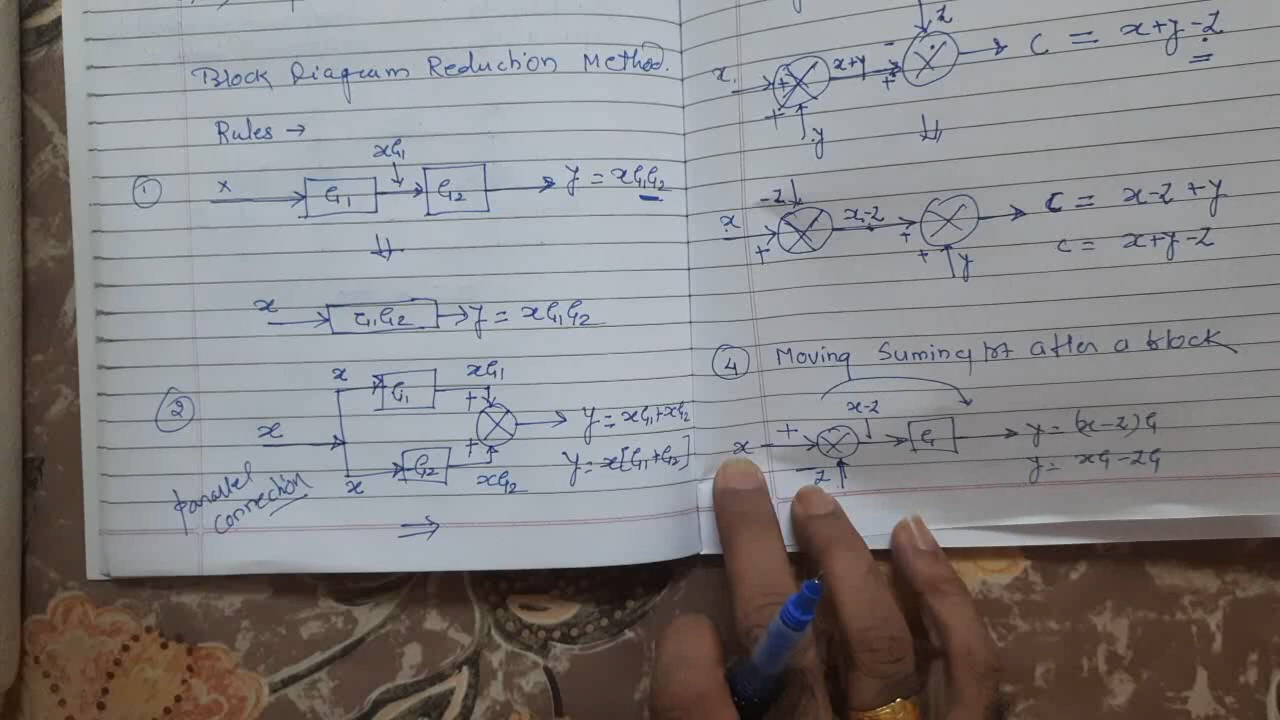 Block Diagram Reduction Method.
Rules →
xG1
① x G1 G2 y = xG1G2
⇓
x G1G2 y = xG1G2
②
x G1 xG1
+
x y = xG1+xG2
+
y = x[G1+G2]
x G2 xG2
parallel
connection
⇒
z
x + x+y - + C = x+y-z
+ y
⇓
-z
x + x-z + C = x-z+y
+ y
C = x+y-z
④ Moving Suming pt after a block
x-z
x + G y = (x-z)G
- z
y = xG-zG